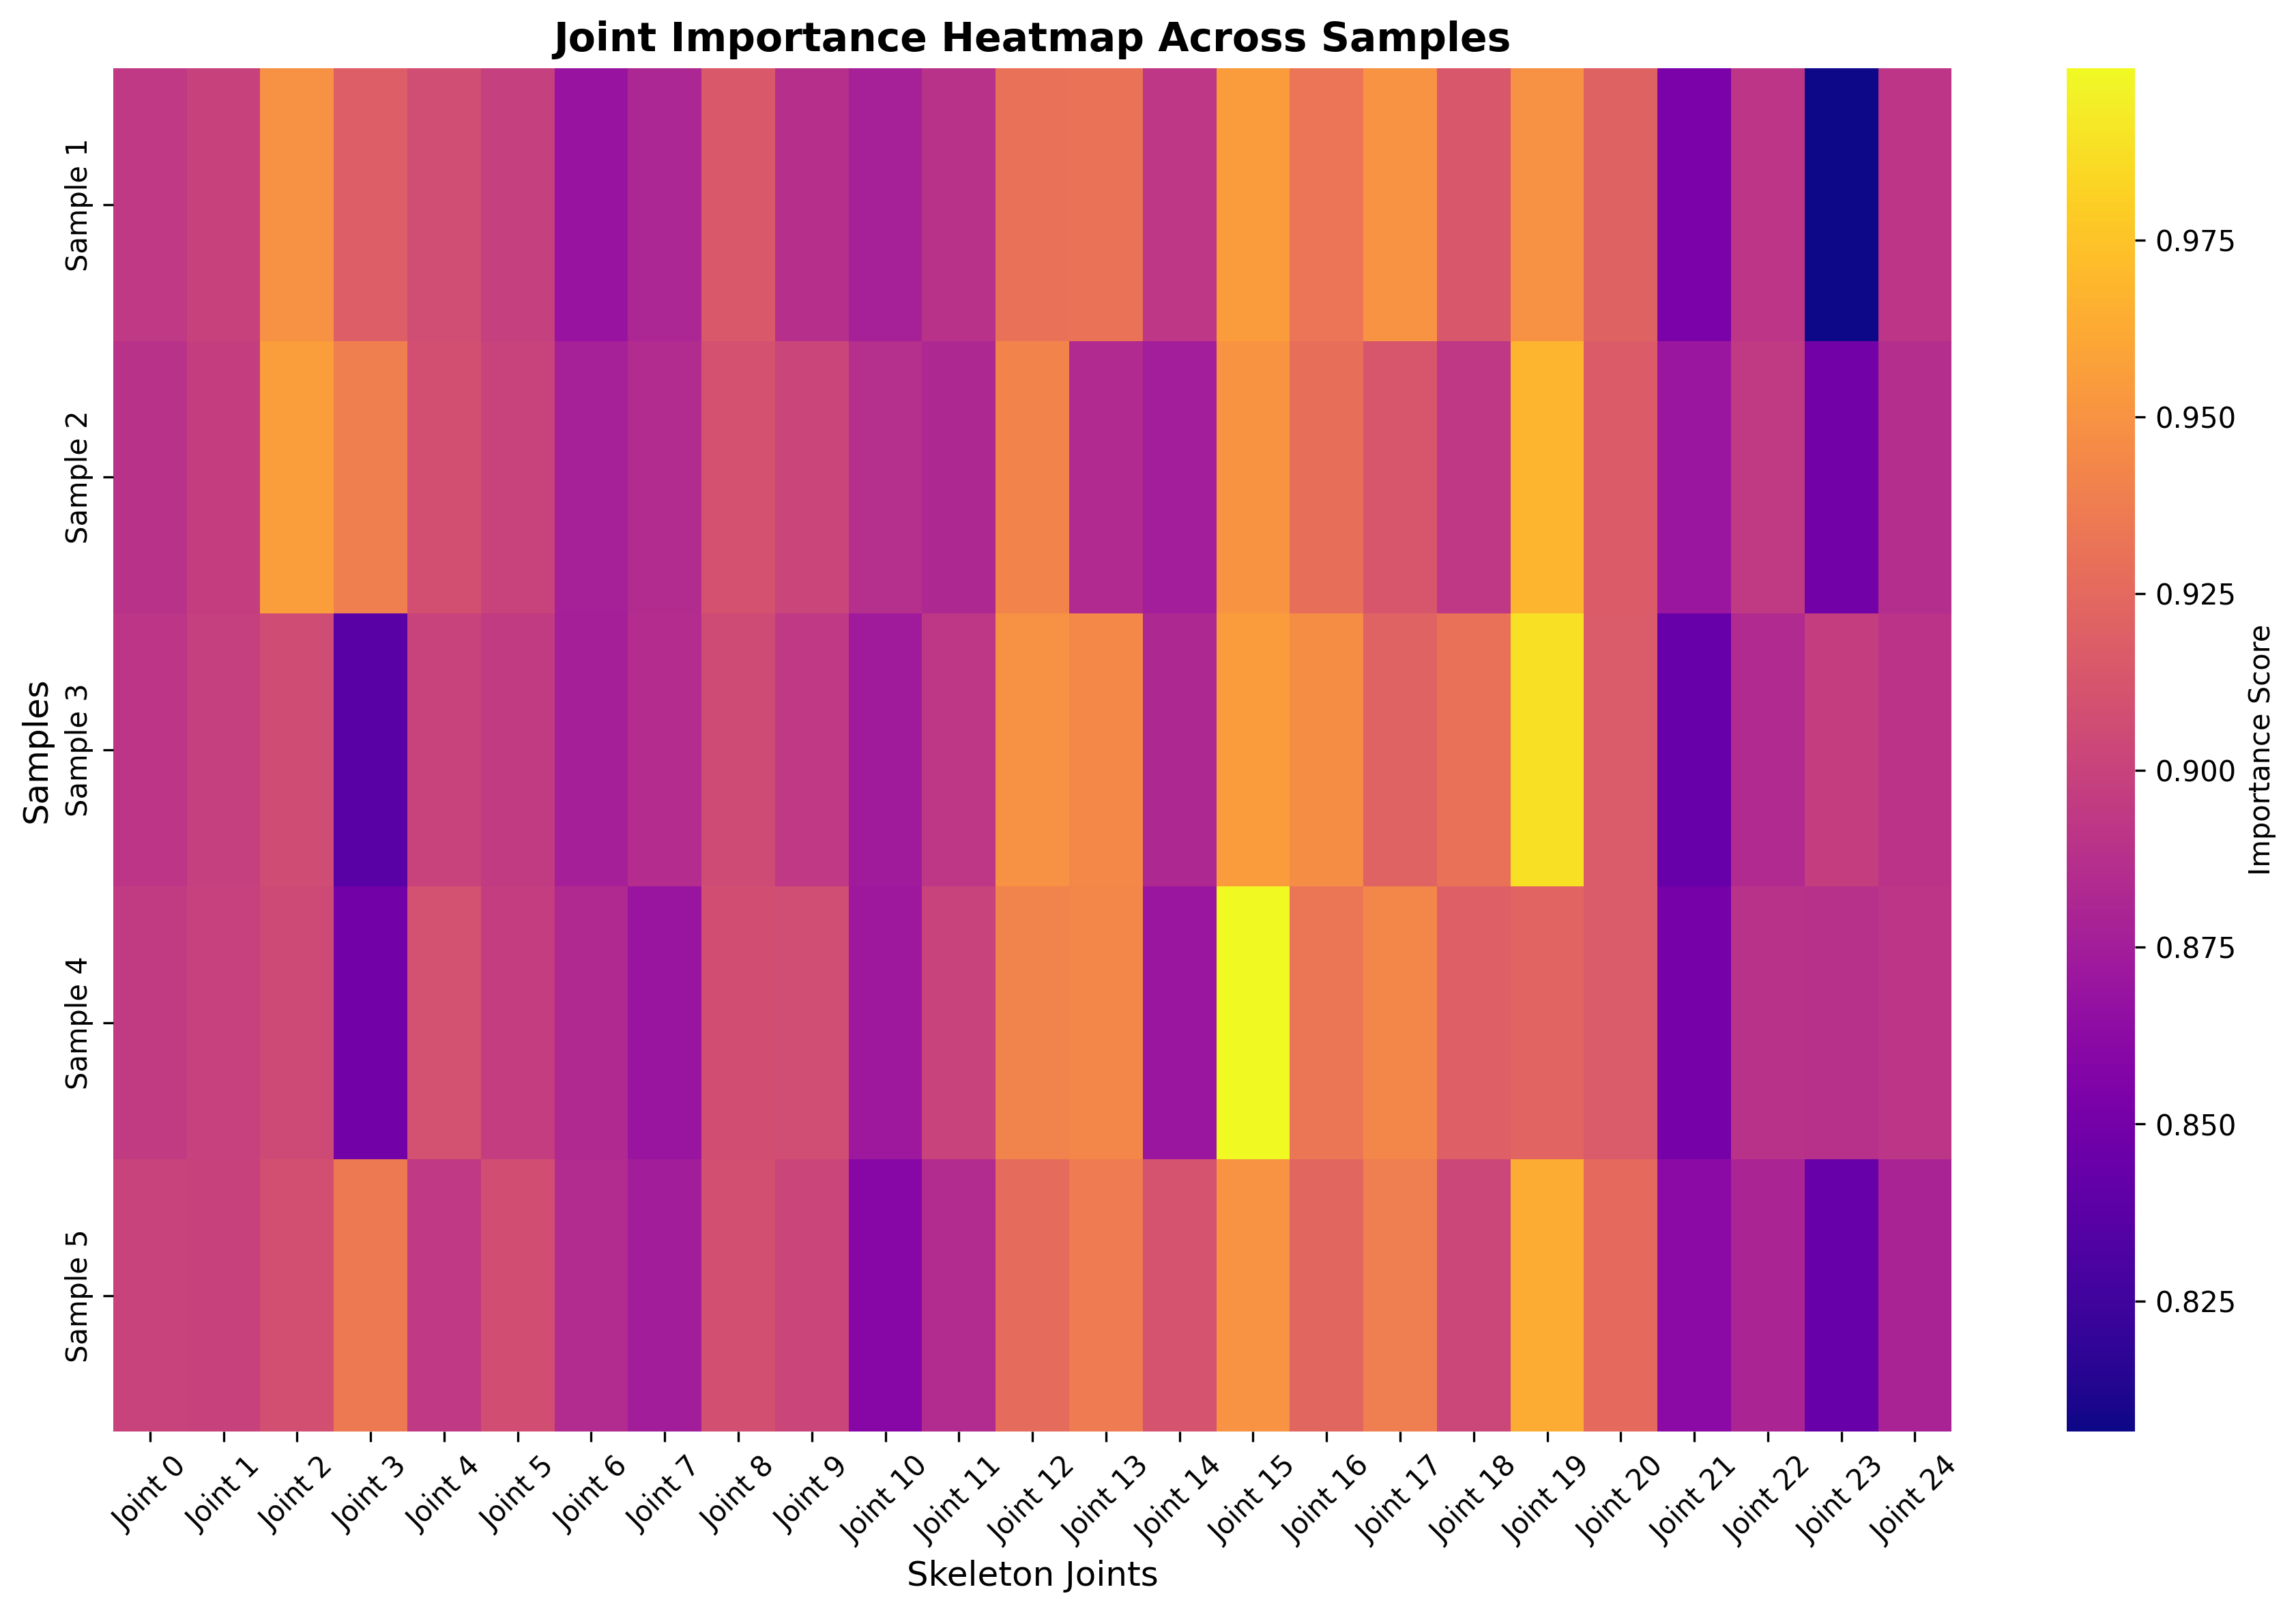 Joint Importance Heatmap Across Samples
Samples
Sample 1
Sample 2
Sample 3
Sample 4
Sample 5
Joint 0
Joint 1
Joint 2
Joint 3
Joint 4
Joint 5
Joint 6
Joint 7
Joint 8
Joint 9
Joint 10
Joint 11
Joint 12
Joint 13
Joint 14
Joint 15
Joint 16
Joint 17
Joint 18
Joint 19
Joint 20
Joint 21
Joint 22
Joint 23
Joint 24
Skeleton Joints
0.975
0.950
0.925
0.900
0.875
0.850
0.825
Importance Score